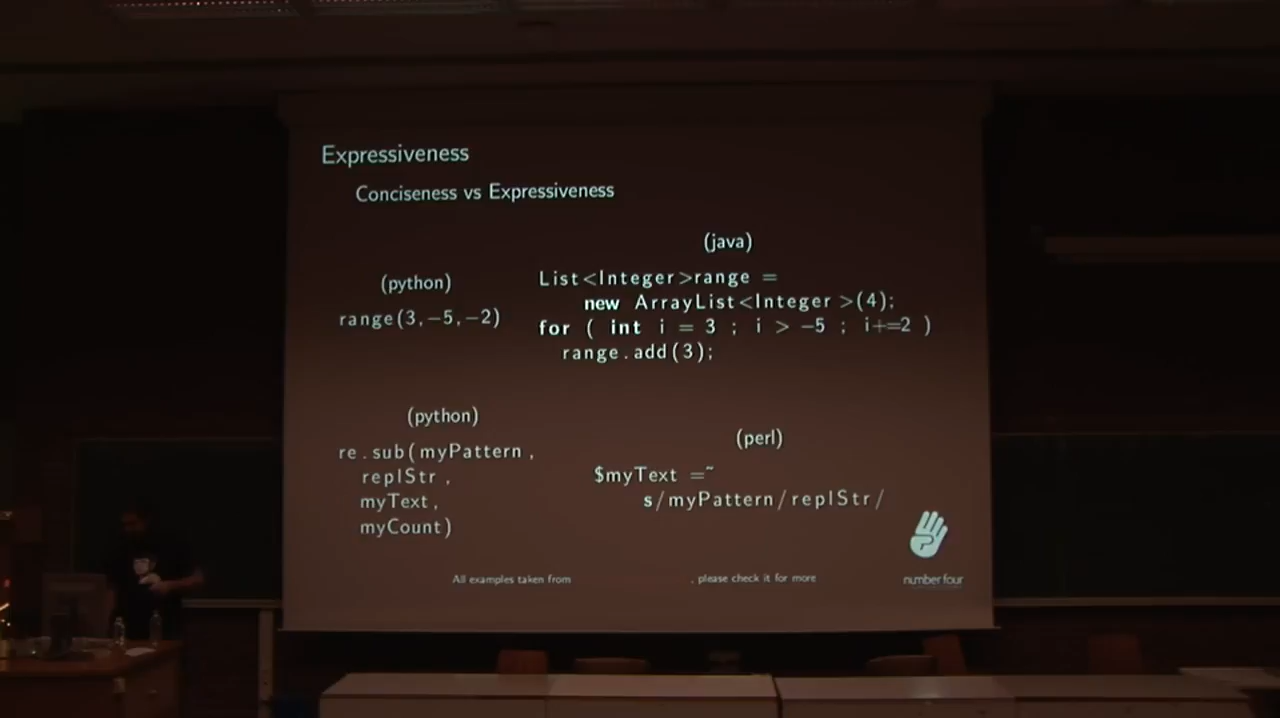 Expressiveness
Conciseness vs Expressiveness
(java)
(python)
List<Integer>range =
new ArrayList<Integer>(4);
range(3,-5,-2)
for ( int i = 3 ; i > -5 ; i+=2 )
range.add(3);
(python)
(perl)
re.sub(myPattern,
replStr,
myText,
myCount)
$myText =~
s/myPattern/replStr/
All examples taken from , please check it for more
number four